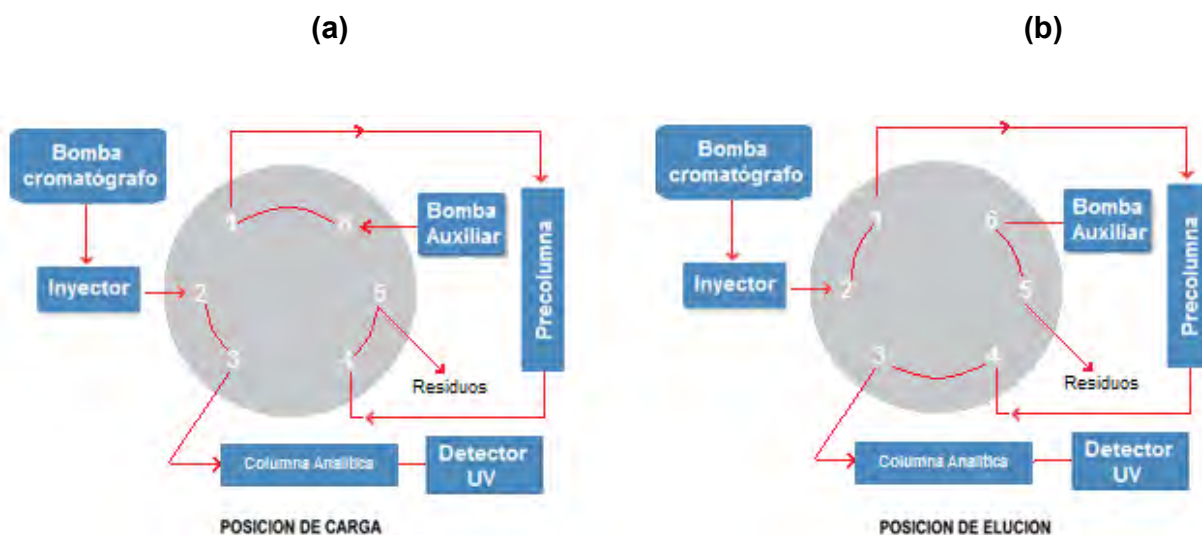 (a)
(b)
Bomba
cromatógrafo
Inyector
1
6
2
5
3
4
Bomba
Auxiliar
Precolumna
Residuos
Columna Analítica
Detector
UV
POSICION DE CARGA
Bomba
cromatógrafo
Inyector
1
6
2
5
3
4
Bomba
Auxiliar
Precolumna
Residuos
Columna Analítica
Detector
UV
POSICION DE ELUCION